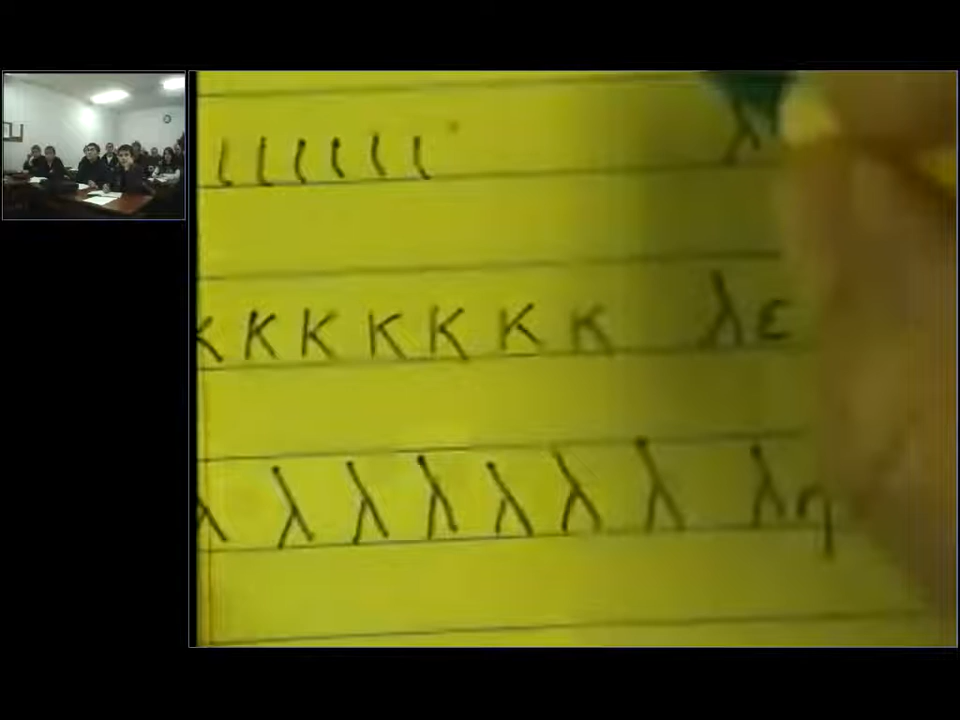 ι ι ι ι ι ι λ
κ κ κ κ κ κ κ λε
λ λ λ λ λ λ λ λη